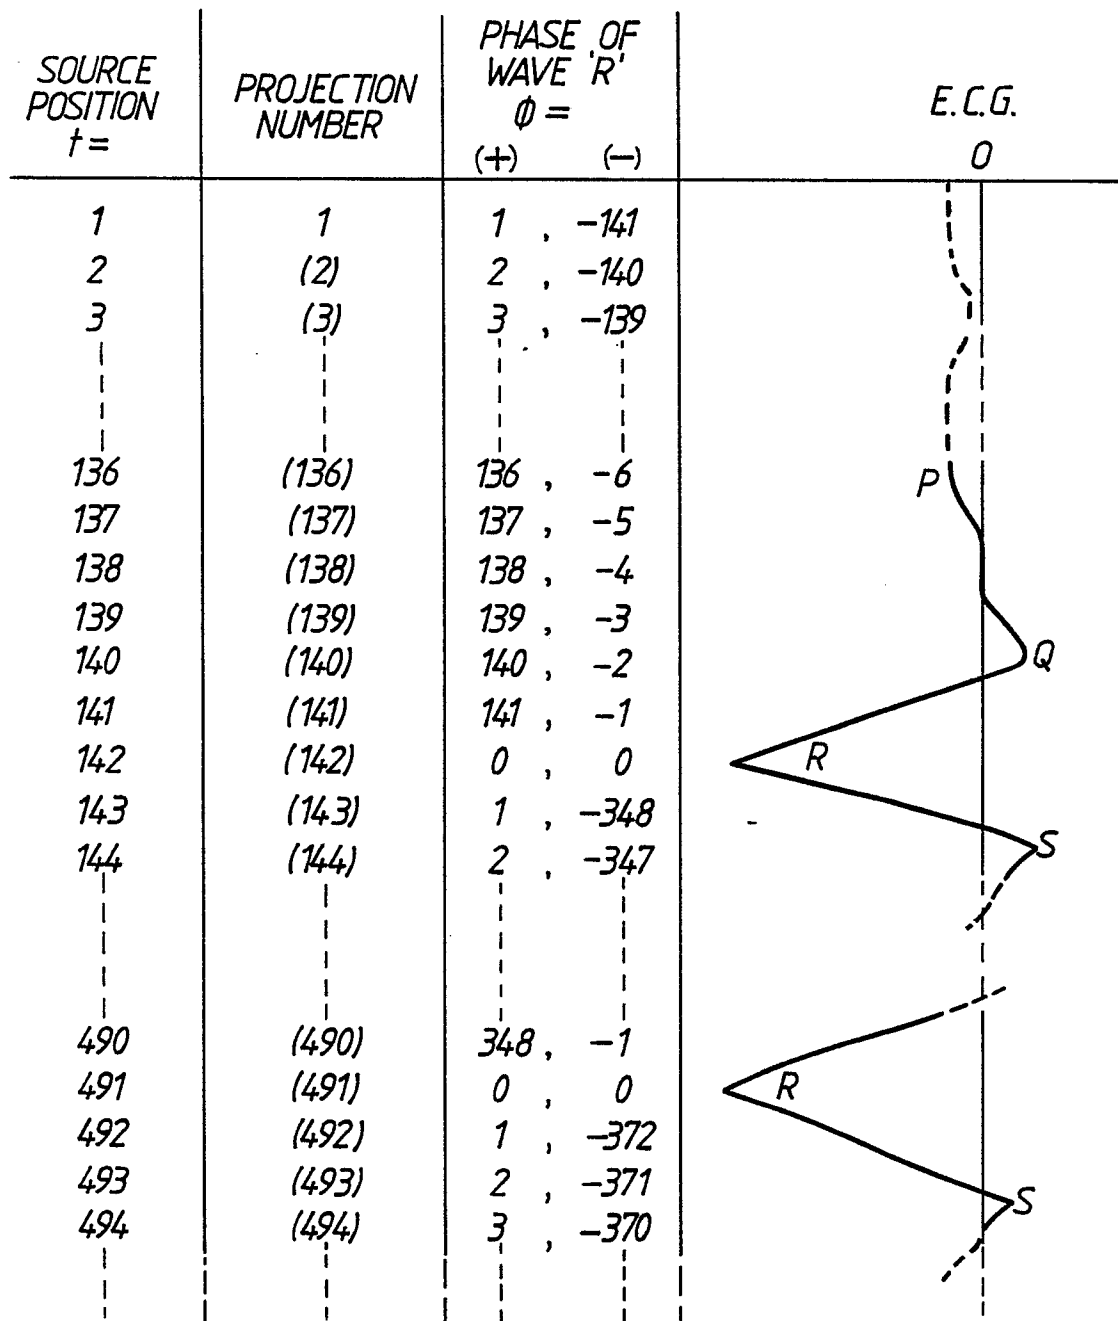 SOURCE POSITION t =
PROJECTION NUMBER
PHASE OF WAVE 'R' ϕ =
(+) (−)
E.C.G.
0
1 1 1 , −141
2 (2) 2 , −140
3 (3) 3 , −139
136 (136) 136 , −6
P
137 (137) 137 , −5
138 (138) 138 , −4
139 (139) 139 , −3
140 (140) 140 , −2
Q
141 (141) 141 , −1
142 (142) 0 , 0
R
143 (143) 1 , −348
144 (144) 2 , −347
S
490 (490) 348 , −1
491 (491) 0 , 0
R
492 (492) 1 , −372
493 (493) 2 , −371
S
494 (494) 3 , −370